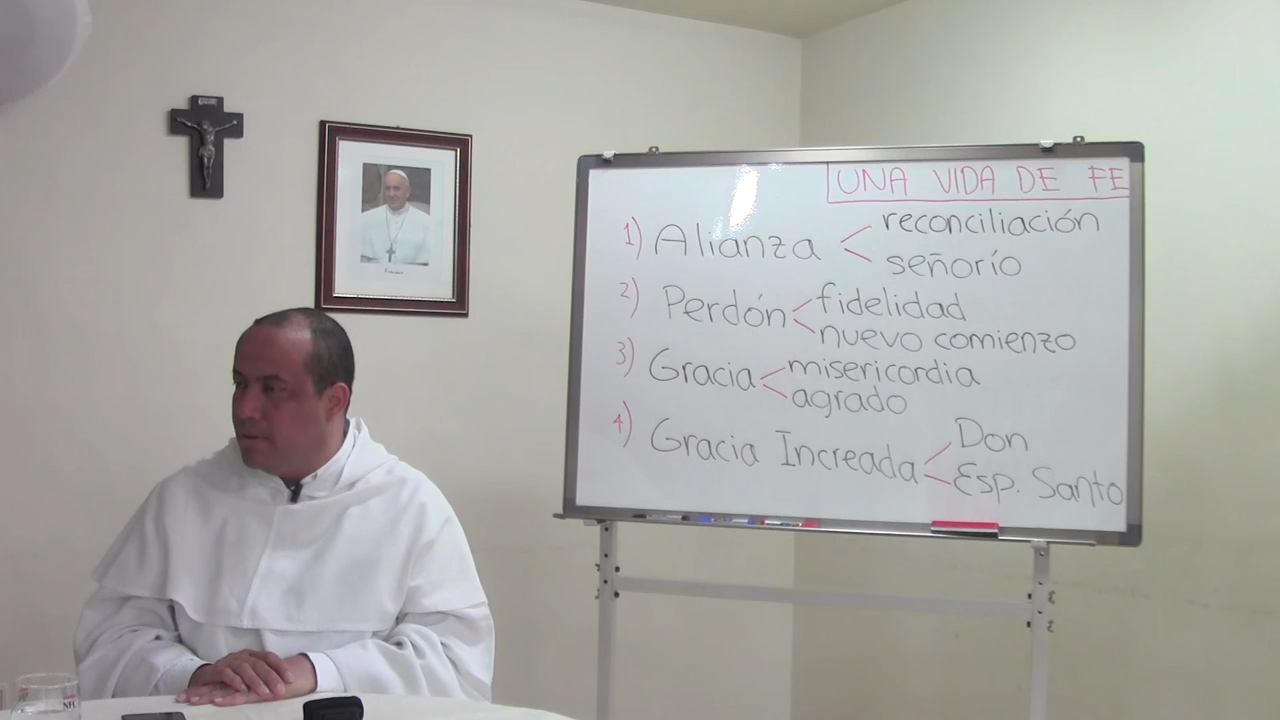 UNA VIDA DE FE
1) Alianza < reconciliación
señorío
2) Perdón < fidelidad
nuevo comienzo
3) Gracia < misericordia
agrado
4) Gracia Increada < Don
Esp. Santo